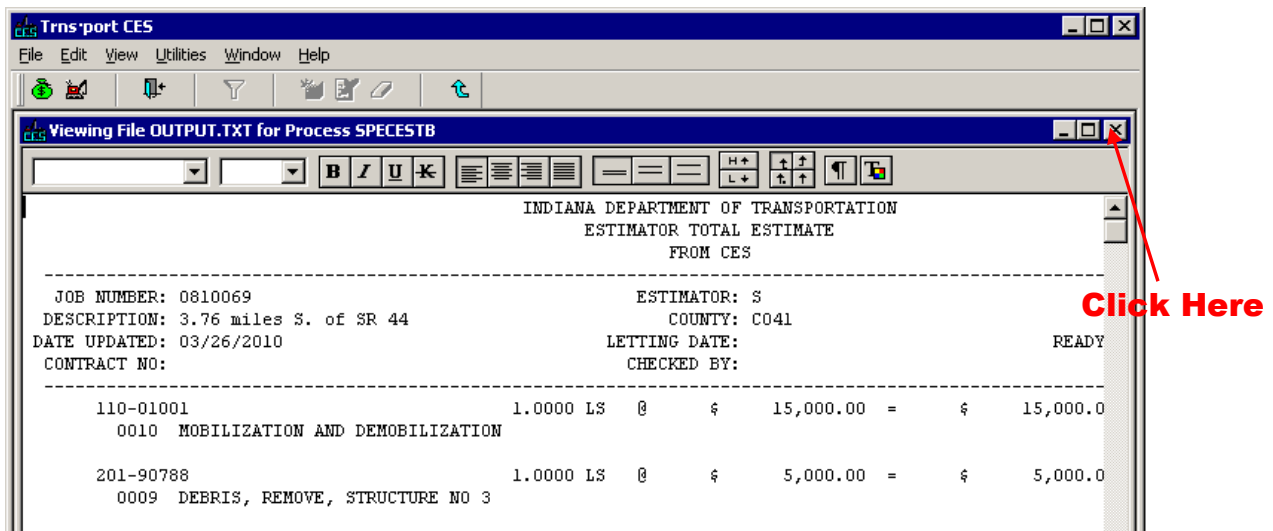 Trns·port CES
File Edit View Utilities Window Help
Viewing File OUTPUT.TXT for Process SPECESTB
B I U K H L ¶ T
INDIANA DEPARTMENT OF TRANSPORTATION
ESTIMATOR TOTAL ESTIMATE
FROM CES
JOB NUMBER: 0810069 ESTIMATOR: S
Click Here
DESCRIPTION: 3.76 miles S. of SR 44 COUNTY: C041
DATE UPDATED: 03/26/2010 LETTING DATE: READY
CONTRACT NO: CHECKED BY:
110-01001 1.0000 LS @ $ 15,000.00 = $ 15,000.0
0010 MOBILIZATION AND DEMOBILIZATION
201-90788 1.0000 LS @ $ 5,000.00 = $ 5,000.0
0009 DEBRIS, REMOVE, STRUCTURE NO 3